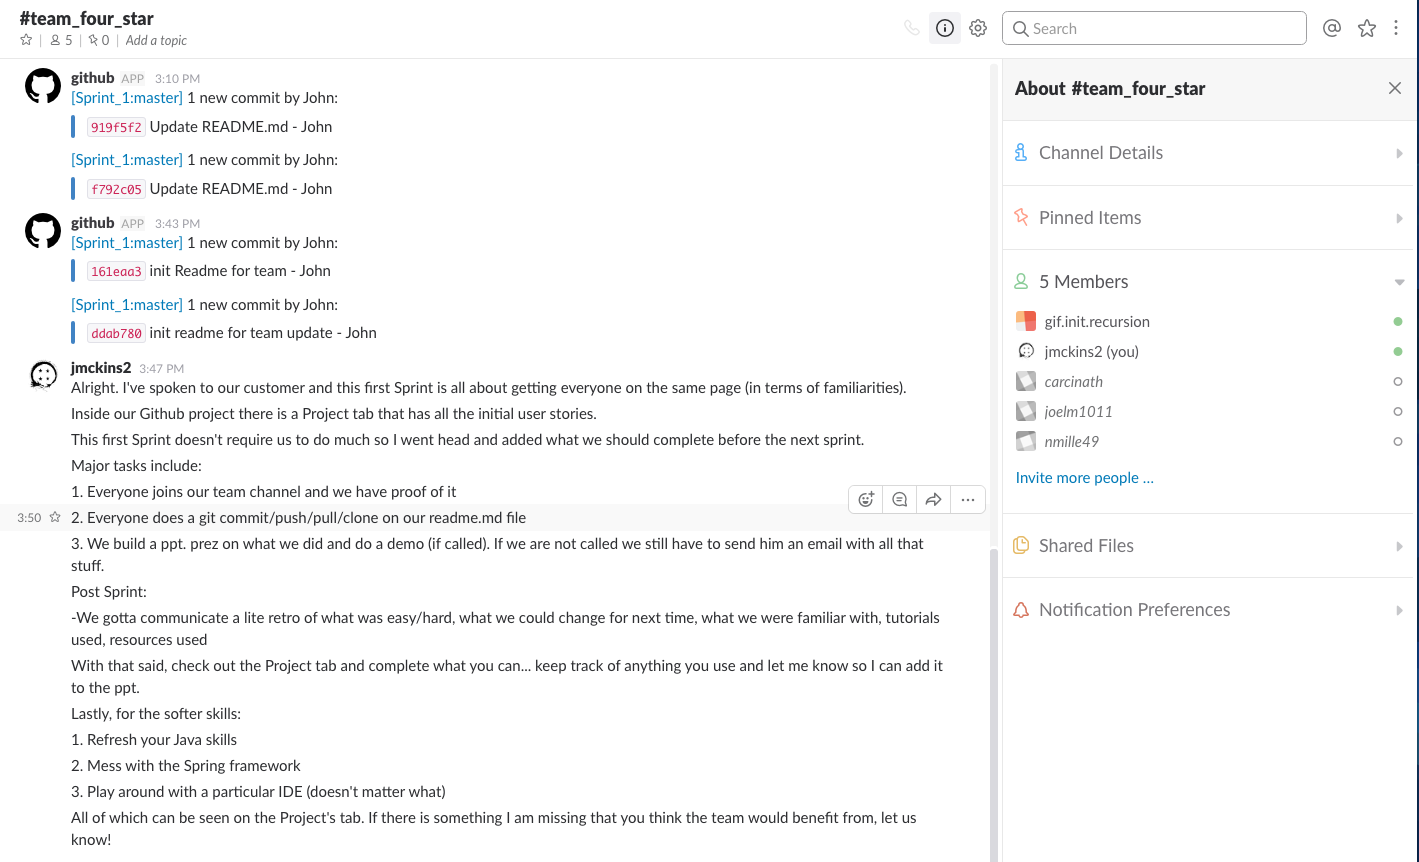 #team_four_star
5 | 0 | Add a topic
Search
github APP 3:10 PM
[Sprint_1:master] 1 new commit by John:
919f5f2 Update README.md - John
[Sprint_1:master] 1 new commit by John:
f792c05 Update README.md - John
github APP 3:43 PM
[Sprint_1:master] 1 new commit by John:
161eaa3 init Readme for team - John
[Sprint_1:master] 1 new commit by John:
ddab780 init readme for team update - John
jmckins2 3:47 PM
Alright. I've spoken to our customer and this first Sprint is all about getting everyone on the same page (in terms of familiarities).
Inside our Github project there is a Project tab that has all the initial user stories.
This first Sprint doesn't require us to do much so I went head and added what we should complete before the next sprint.
Major tasks include:
1. Everyone joins our team channel and we have proof of it
3:50 2. Everyone does a git commit/push/pull/clone on our readme.md file
3. We build a ppt. prez on what we did and do a demo (if called). If we are not called we still have to send him an email with all that
stuff.
Post Sprint:
-We gotta communicate a lite retro of what was easy/hard, what we could change for next time, what we were familiar with, tutorials
used, resources used
With that said, check out the Project tab and complete what you can... keep track of anything you use and let me know so I can add it
to the ppt.
Lastly, for the softer skills:
1. Refresh your Java skills
2. Mess with the Spring framework
3. Play around with a particular IDE (doesn't matter what)
All of which can be seen on the Project's tab. If there is something I am missing that you think the team would benefit from, let us
know!
About #team_four_star
Channel Details
Pinned Items
5 Members
gif.init.recursion
jmckins2 (you)
carcinath
joelm1011
nmille49
Invite more people ...
Shared Files
Notification Preferences